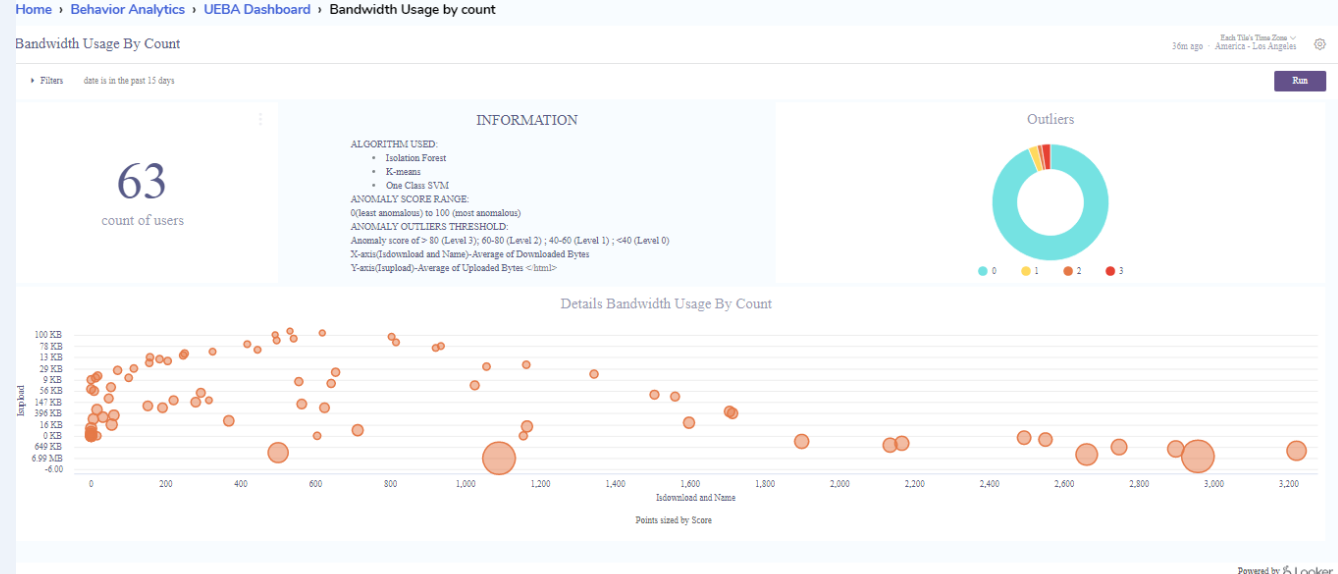 Home › Behavior Analytics › UEBA Dashboard › Bandwidth Usage by count
Bandwidth Usage By Count
36m ago · Each Tile's Time Zone
America - Los Angeles
Filters date is in the past 15 days
Run
63
count of users
INFORMATION
ALGORITHM USED:
• Isolation Forest
• K-means
• One Class SVM
ANOMALY SCORE RANGE:
0(least anomalous) to 100 (most anomalous)
ANOMALY OUTLIERS THRESHOLD:
Anomaly score of > 80 (Level 3); 60-80 (Level 2) ; 40-60 (Level 1) ; <40 (Level 0)
X-axis(Isdownload and Name)-Average of Downloaded Bytes
Y-axis(Isupload)-Average of Uploaded Bytes </html>
Outliers
0 1 2 3
Details Bandwidth Usage By Count
Isupload
100 KB
78 KB
13 KB
29 KB
9 KB
56 KB
147 KB
396 KB
16 KB
0 KB
649 KB
6.99 MB
-6.00
0 200 400 600 800 1,000 1,200 1,400 1,600 1,800 2,000 2,200 2,400 2,600 2,800 3,000 3,200
Isdownload and Name
Points sized by Score
Powered by Looker